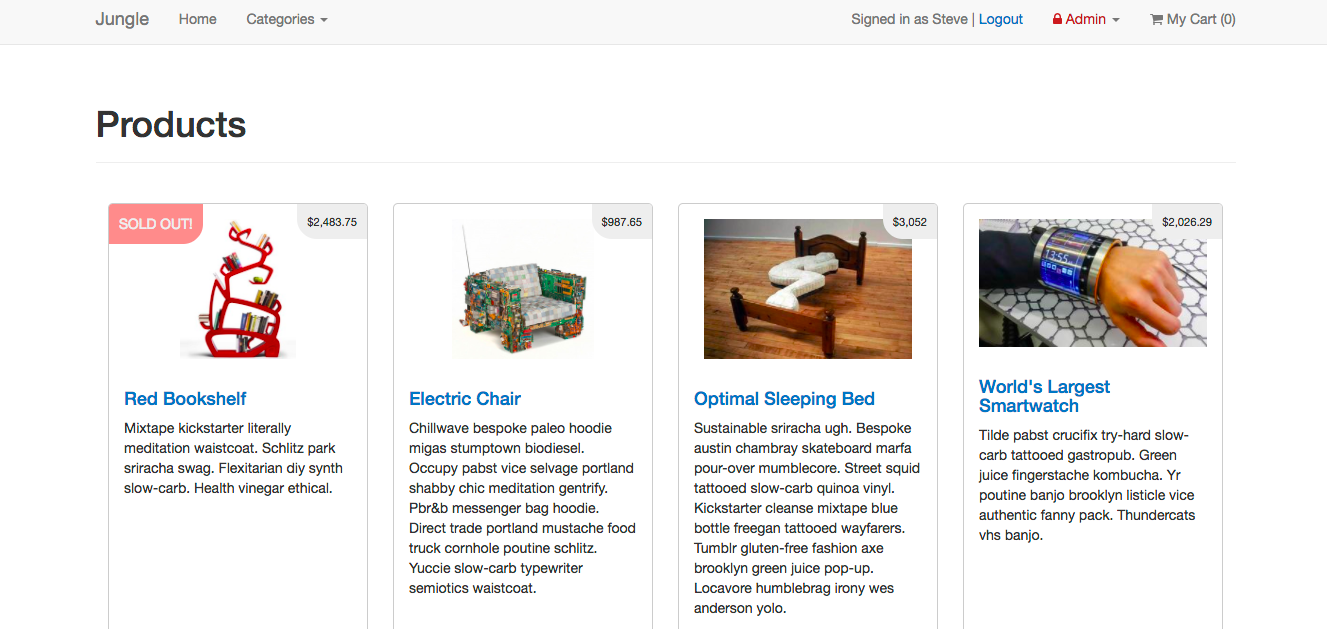 Jungle Home Categories Signed in as Steve | Logout Admin My Cart (0)
Products
SOLD OUT! $2,483.75
Red Bookshelf
Mixtape kickstarter literally
meditation waistcoat. Schlitz park
sriracha swag. Flexitarian diy synth
slow-carb. Health vinegar ethical.
$987.65
Electric Chair
Chillwave bespoke paleo hoodie
migas stumptown biodiesel.
Occupy pabst vice selvage portland
shabby chic meditation gentrify.
Pbr&b messenger bag hoodie.
Direct trade portland mustache food
truck cornhole poutine schlitz.
Yuccie slow-carb typewriter
semiotics waistcoat.
$3,052
Optimal Sleeping Bed
Sustainable sriracha ugh. Bespoke
austin chambray skateboard marfa
pour-over mumblecore. Street squid
tattooed slow-carb quinoa vinyl.
Kickstarter cleanse mixtape blue
bottle freegan tattooed wayfarers.
Tumblr gluten-free fashion axe
brooklyn green juice pop-up.
Locavore humblebrag irony wes
anderson yolo.
$2,026.29
13:55
World's Largest
Smartwatch
Tilde pabst crucifix try-hard slow-
carb tattooed gastropub. Green
juice fingerstache kombucha. Yr
poutine banjo brooklyn listicle vice
authentic fanny pack. Thundercats
vhs banjo.